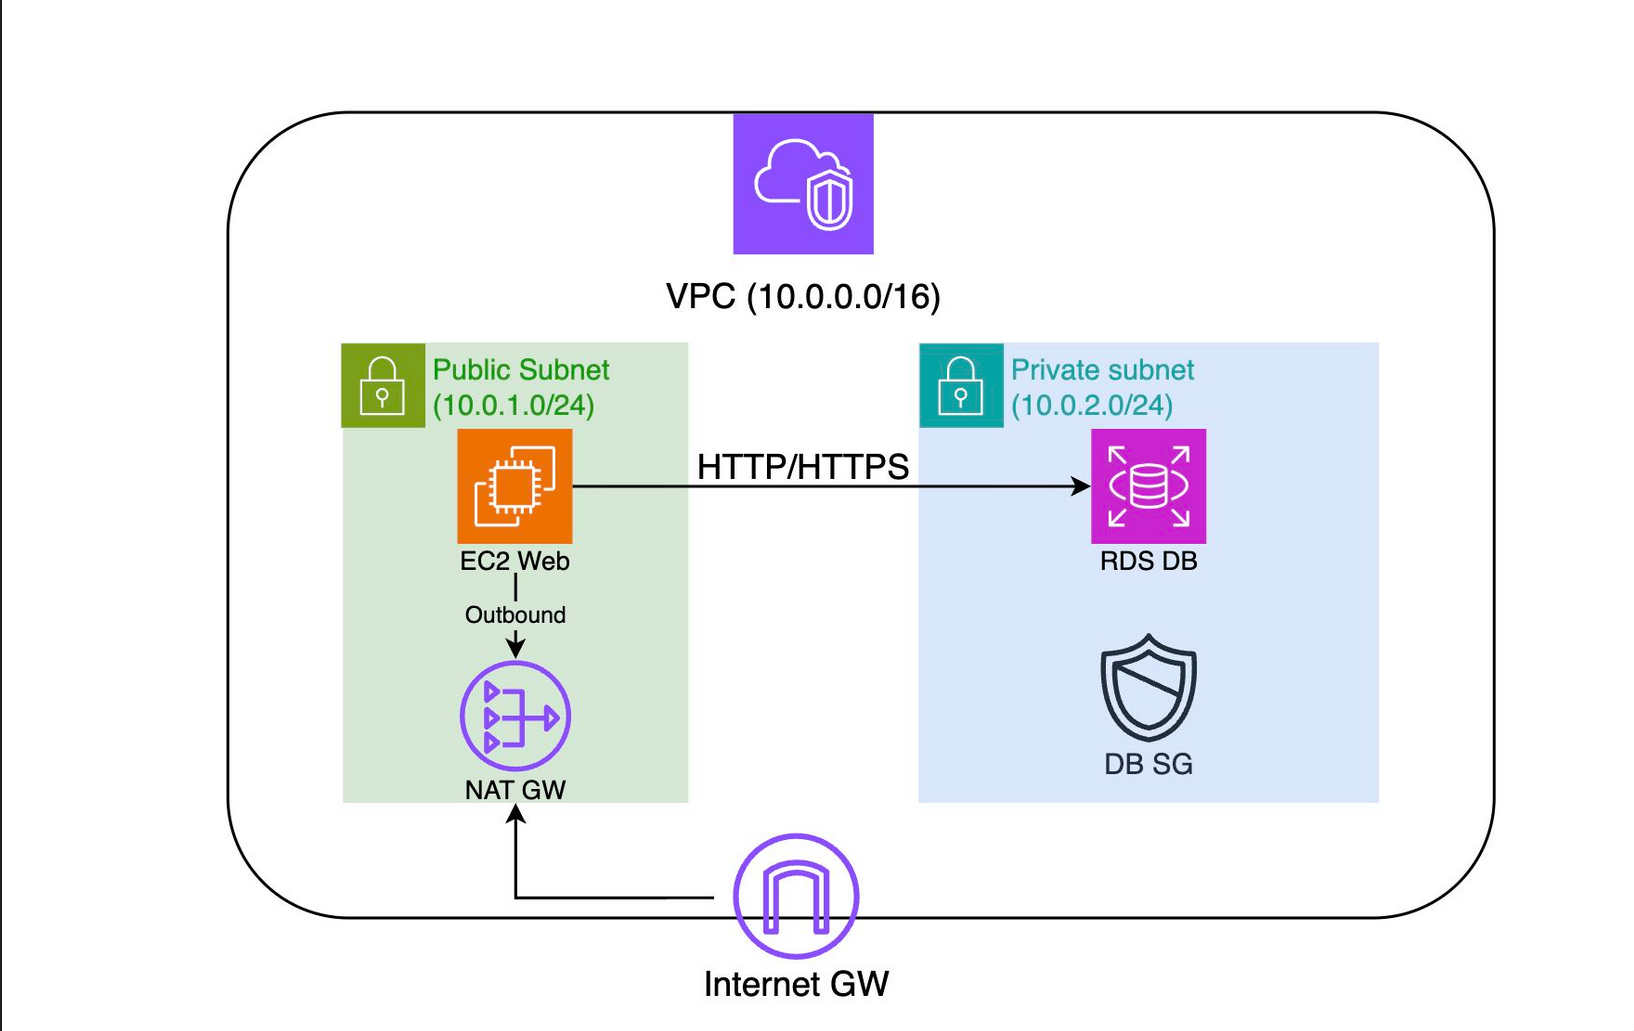 VPC (10.0.0.0/16)
Public Subnet
(10.0.1.0/24)
Private subnet
(10.0.2.0/24)
HTTP/HTTPS
EC2 Web
RDS DB
Outbound
DB SG
NAT GW
Internet GW